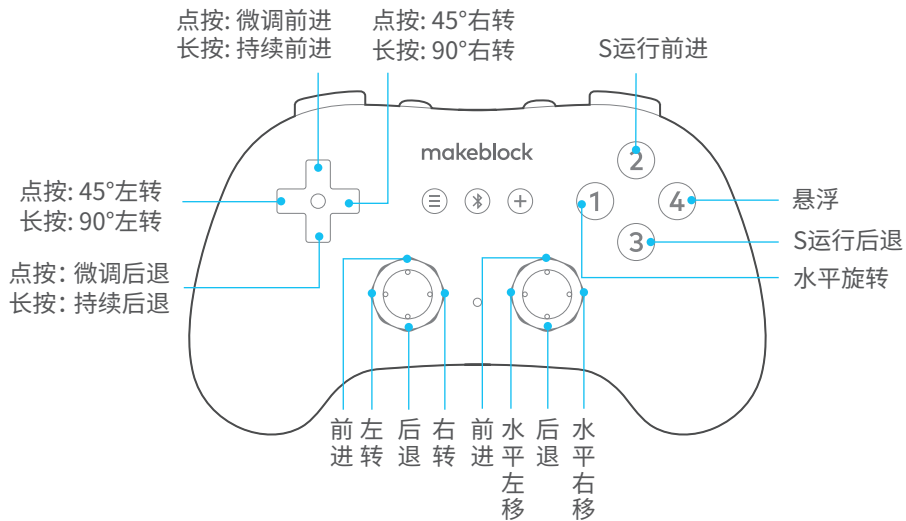 点按: 微调前进
长按: 持续前进
点按: 45°右转
长按: 90°右转
S运行前进
makeblock
2
1
4
3
点按: 45°左转
长按: 90°左转
悬浮
S运行后退
水平旋转
点按: 微调后退
长按: 持续后退
前进
左转
后退
右转
前进
水平左移
后退
水平右移